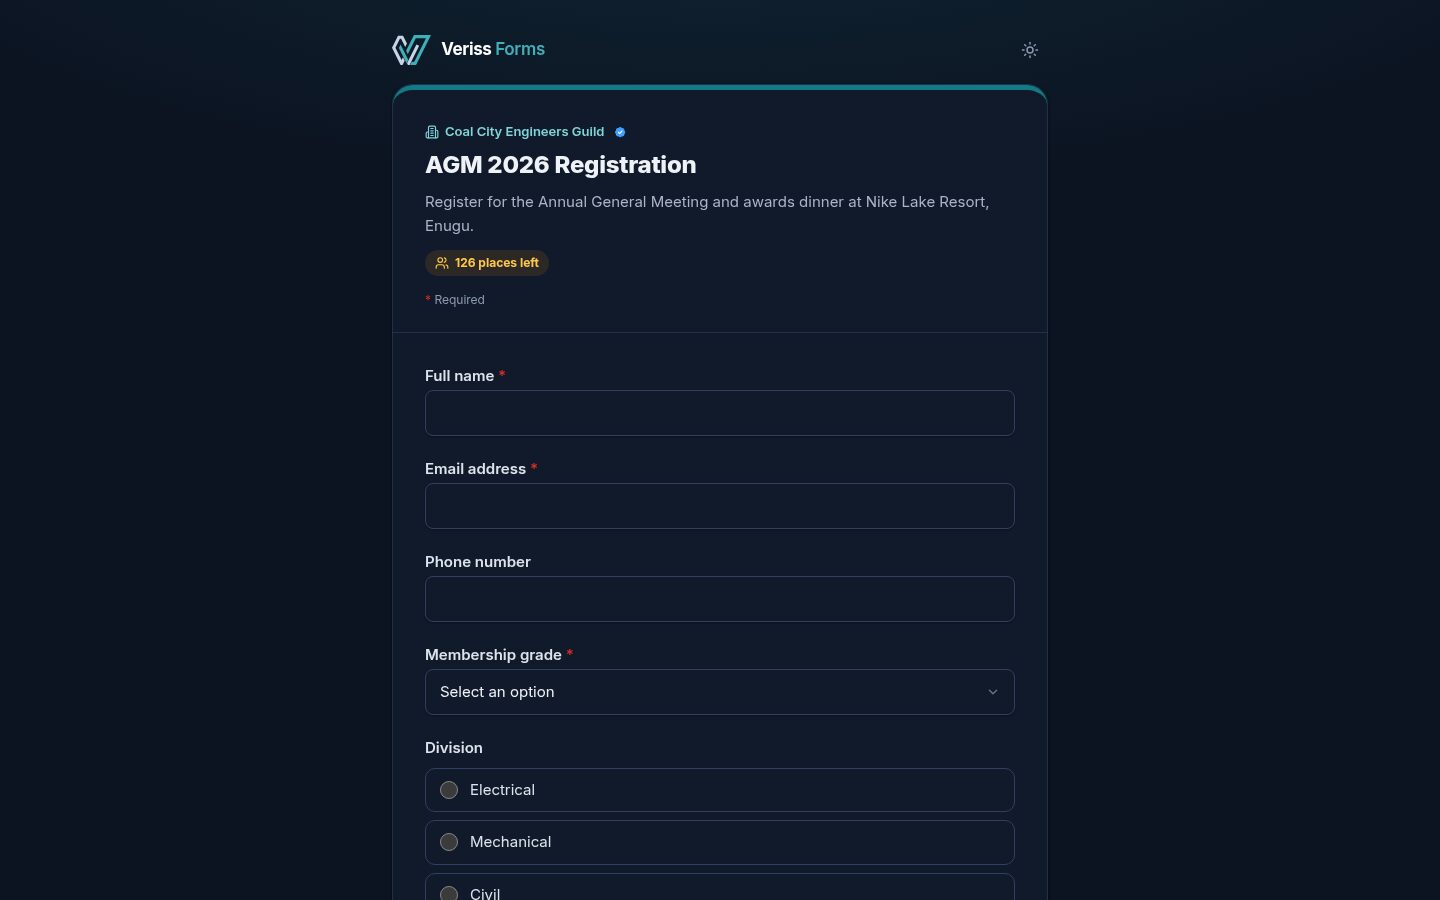 Veriss Forms
Coal City Engineers Guild
AGM 2026 Registration
Register for the Annual General Meeting and awards dinner at Nike Lake Resort,
Enugu.
126 places left
* Required
Full name *
Email address *
Phone number
Membership grade *
Select an option
Division
Electrical
Mechanical
Civil